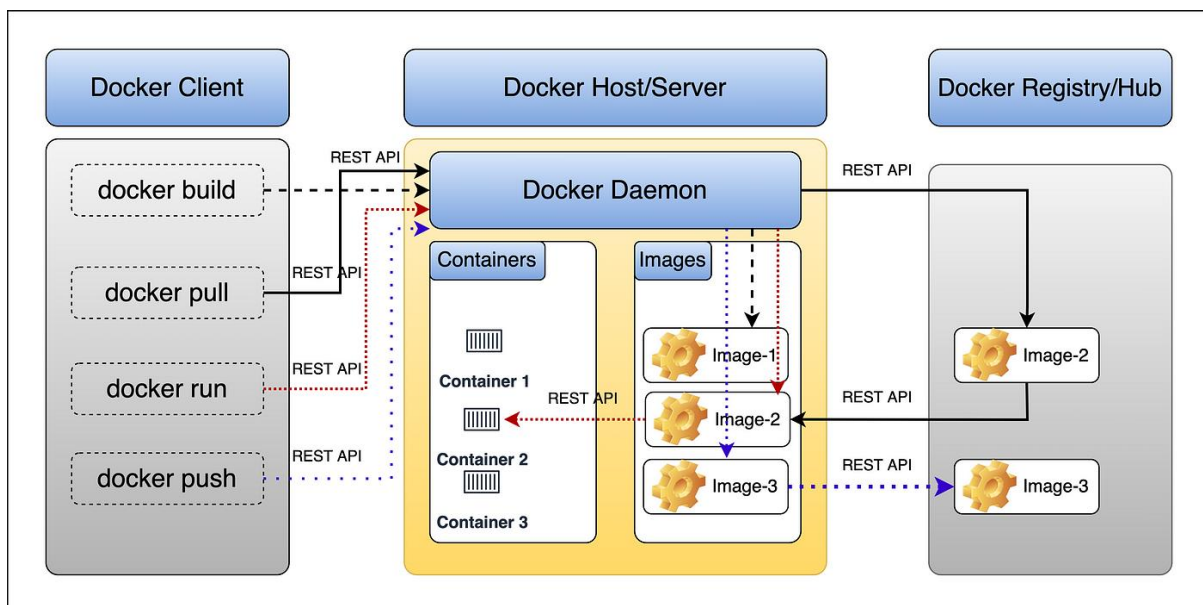 Docker Client
Docker Host/Server
Docker Registry/Hub
REST API
docker build
Docker Daemon
REST API
Containers
Images
REST API
docker pull
Image-1
Image-2
Container 1
REST API
docker run
REST API
REST API
Image-2
Container 2
REST API
docker push
REST API
Image-3
Image-3
Container 3